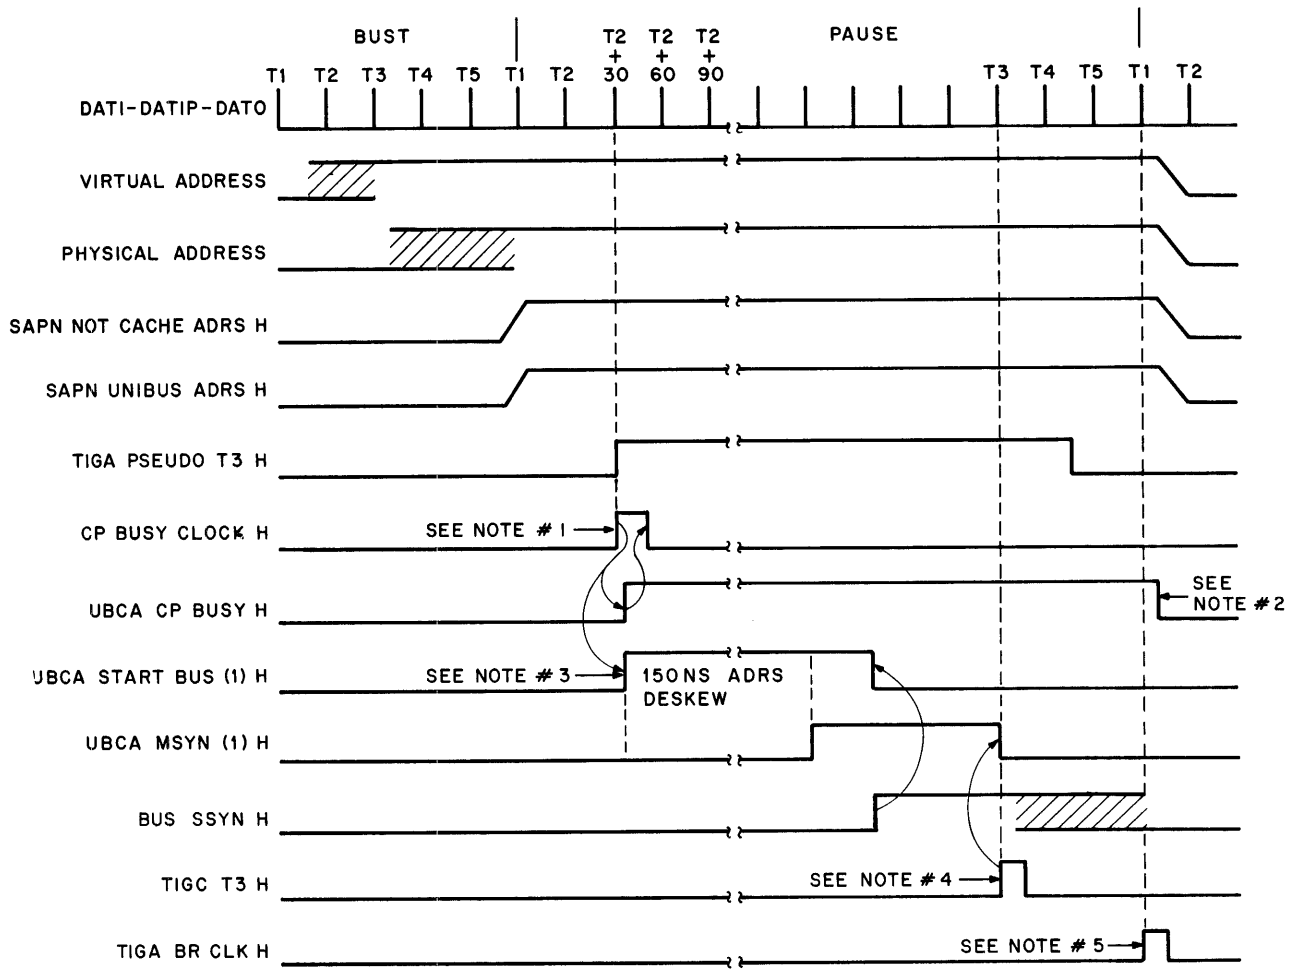 BUST
PAUSE
T1 T2 T3 T4 T5 T1 T2 T2 + 30 T2 + 60 T2 + 90 T3 T4 T5 T1 T2
DATI-DATIP-DATO
VIRTUAL ADDRESS
PHYSICAL ADDRESS
SAPN NOT CACHE ADRS H
SAPN UNIBUS ADRS H
TIGA PSEUDO T3 H
CP BUSY CLOCK H
SEE NOTE #1
UBCA CP BUSY H
SEE
NOTE #2
UBCA START BUS (1) H
SEE NOTE #3
150NS ADRS
DESKEW
UBCA MSYN (1) H
BUS SSYN H
TIGC T3 H
SEE NOTE #4
TIGA BR CLK H
SEE NOTE #5